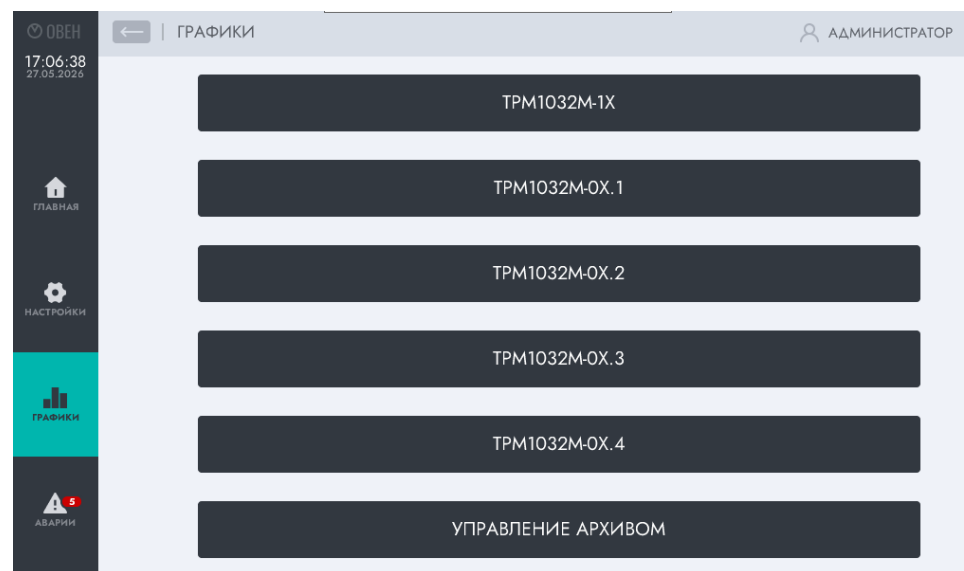 ОВЕН
ГРАФИКИ
АДМИНИСТРАТОР
17:06:38
27.05.2026
ГЛАВНАЯ
НАСТРОЙКИ
ГРАФИКИ
5
АВАРИИ
ТРМ1032М-1Х
ТРМ1032М-0Х.1
ТРМ1032М-0Х.2
ТРМ1032М-0Х.3
ТРМ1032М-0Х.4
УПРАВЛЕНИЕ АРХИВОМ